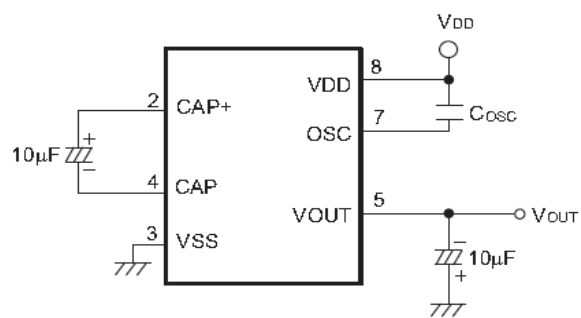 VDD
8
VDD
2
CAP+
7
COSC
OSC
+
10µF
−
4
CAP
5
VOUT
VOUT
3
VSS
−
10µF
+